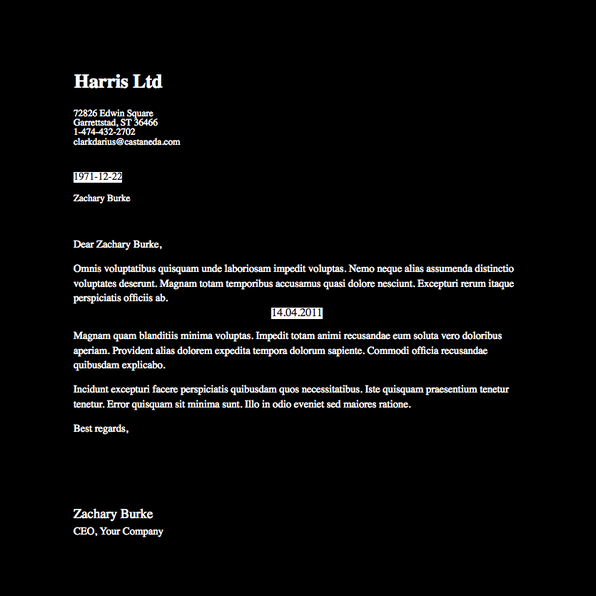 Harris Ltd
72826 Edwin Square
Garrettstad, ST 36466
1-474-432-2702
clarkdarius@castaneda.com
1971-12-22
Zachary Burke
Dear Zachary Burke,
Omnis voluptatibus quisquam unde laboriosam impedit voluptas. Nemo neque alias assumenda distinctio
voluptates deserunt. Magnam totam temporibus accusamus quasi dolore nesciunt. Excepturi rerum itaque
perspiciatis officiis ab.
14.04.2011
Magnam quam blanditiis minima voluptas. Impedit totam animi recusandae eum soluta vero doloribus
aperiam. Provident alias dolorem expedita tempora dolorum sapiente. Commodi officia recusandae
quibusdam explicabo.
Incidunt excepturi facere perspiciatis quibusdam quos necessitatibus. Iste quisquam praesentium tenetur
tenetur. Error quisquam sit minima sunt. Illo in odio eveniet sed maiores ratione.
Best regards,
Zachary Burke
CEO, Your Company